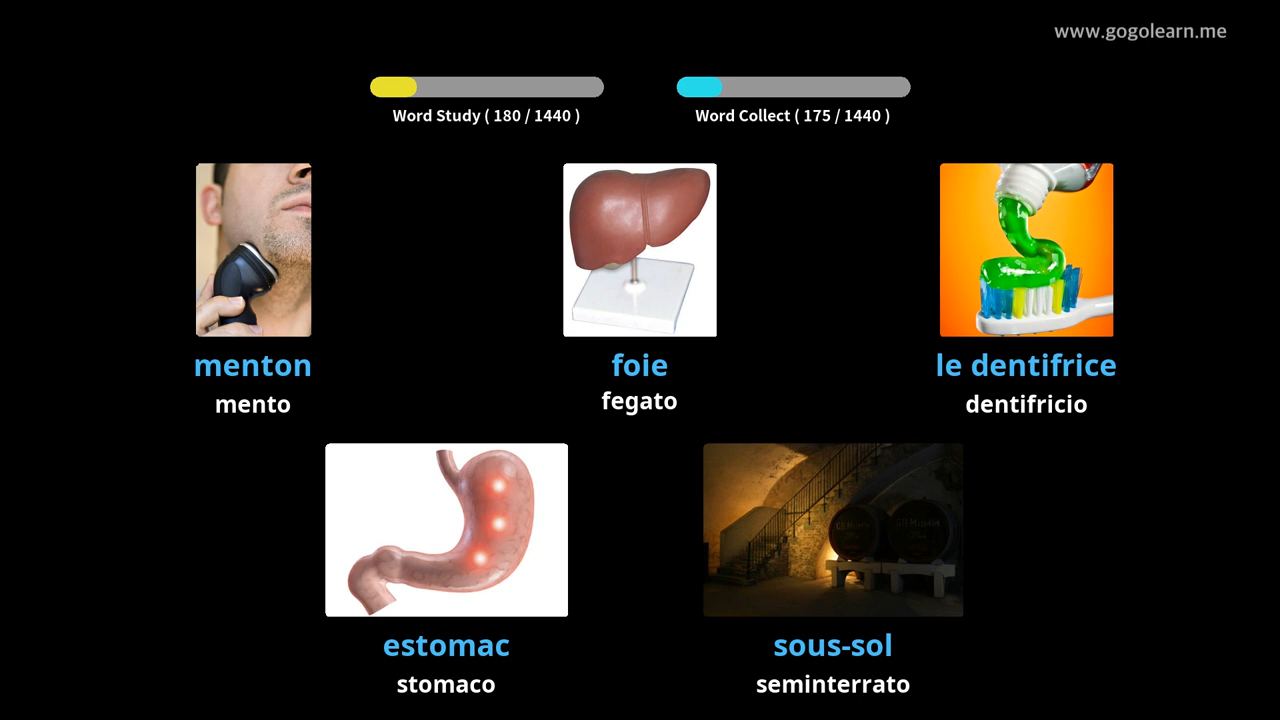 www.gogolearn.me
Word Study ( 180 / 1440 )
Word Collect ( 175 / 1440 )
menton
mento
foie
fegato
le dentifrice
dentifricio
estomac
stomaco
sous-sol
seminterrato